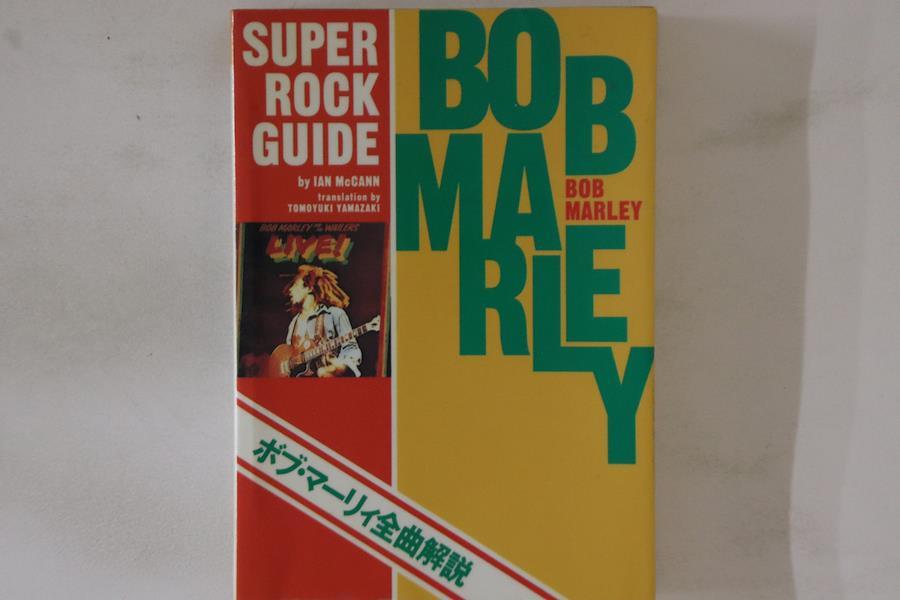 SUPER
ROCK
GUIDE
by IAN McCANN
translation by
TOMOYUKI YAMAZAKI
BOB MARLEY and the WAILERS
LIVE!
BOB
MARLEY
BOB
MARLEY
ボブ・マーリィ全曲解説